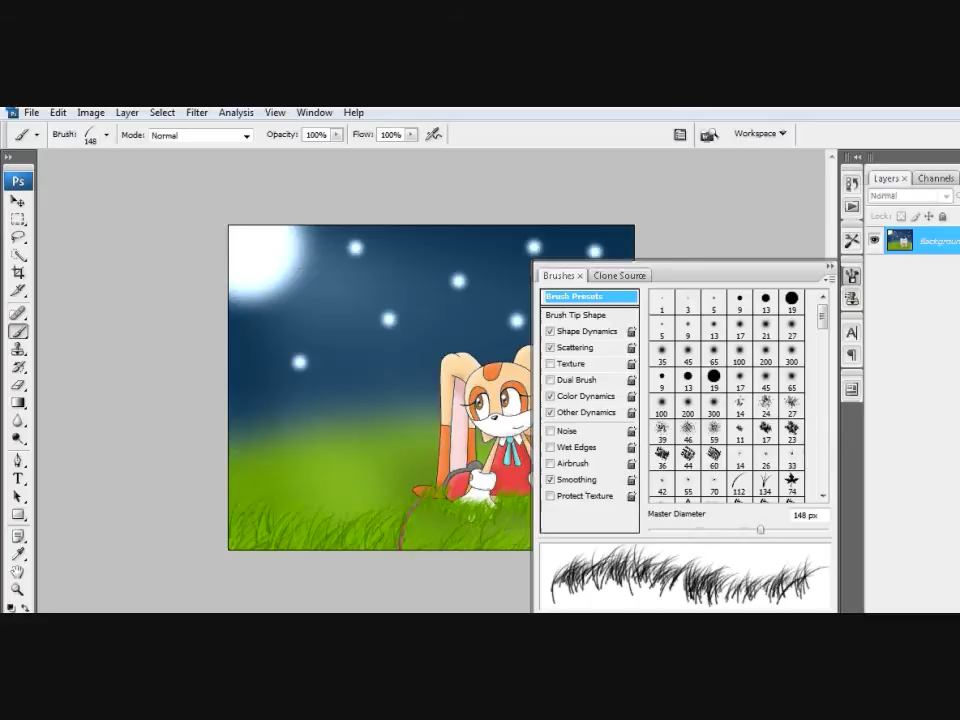 File Edit Image Layer Select Filter Analysis View Window Help
Brush: 148 Mode: Normal Opacity: 100% Flow: 100% Workspace
Ps
Layers Channels
Normal
Lock:
Background
Brushes Clone Source
Brush Presets
Brush Tip Shape
Shape Dynamics
Scattering
Texture
Dual Brush
Color Dynamics
Other Dynamics
Noise
Wet Edges
Airbrush
Smoothing
Protect Texture
1 3 5 9 13 19
5 9 13 17 21 27
35 45 65 100 200 300
9 13 19 17 45 65
100 200 300 14 24 27
39 46 59 11 17 23
36 44 60 14 26 33
42 55 70 112 134 74
Master Diameter 148 px